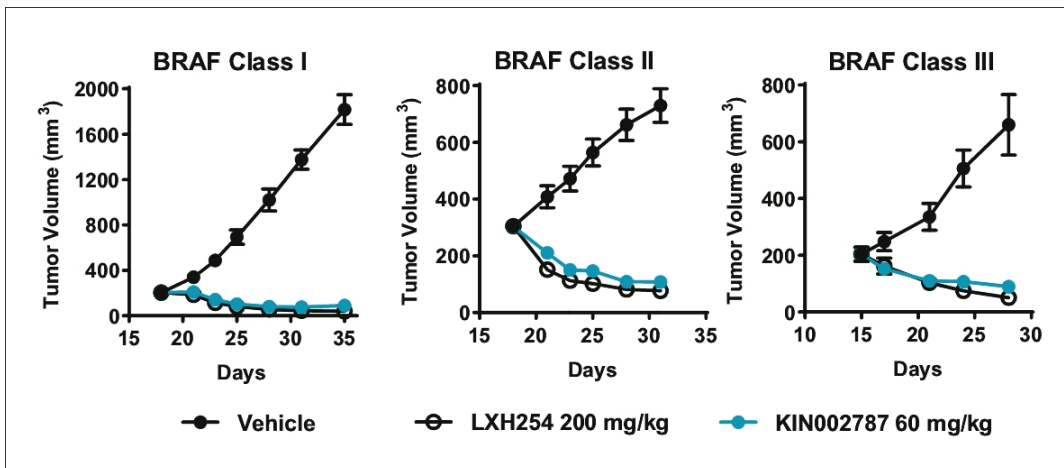 BRAF Class I
Tumor Volume (mm³)
2000
1600
1200
800
400
0
15 20 25 30 35
Days
BRAF Class II
Tumor Volume (mm³)
800
600
400
200
0
15 20 25 30 35
Days
BRAF Class III
Tumor Volume (mm³)
800
600
400
200
0
10 15 20 25 30
Days
Vehicle LXH254 200 mg/kg KIN002787 60 mg/kg